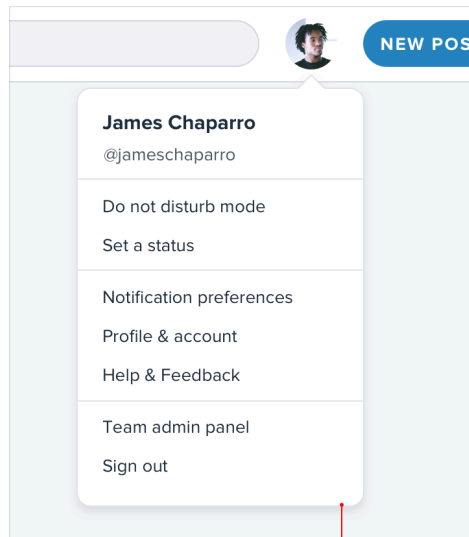 NEW POS
James Chaparro
@jameschaparro
Do not disturb mode
Set a status
Notification preferences
Profile & account
Help & Feedback
Team admin panel
Sign out